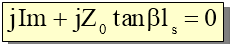 jIm + jZ₀ tanβlₛ = 0